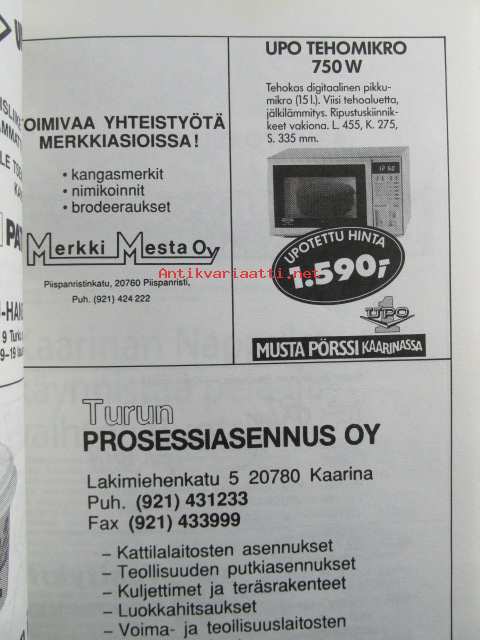 OIMIVAA YHTEISTYÖTÄ
MERKKIASIOISSA!
• kangasmerkit
• nimikoinnit
• brodeeraukset
Merkki Mesta Oy
Piispanristinkatu, 20760 Piispanristi,
Puh. (921) 424 222
UPO TEHOMIKRO
750 W
Tehokas digitaalinen pikku-
mikro (15 l.). Viisi tehoaluetta,
jälkilämmitys. Ripustuskiinnik-
keet vakiona. L. 455, K. 275,
S. 335 mm.
UPOTETTU HINTA
1.590,-
UPO
MUSTA PÖRSSI KAARINASSA
Antikvariaatti.net
Turun
PROSESSIASENNUS OY
Lakimiehenkatu 5 20780 Kaarina
Puh. (921) 431233
Fax (921) 433999
– Kattilalaitosten asennukset
– Teollisuuden putkiasennukset
– Kuljettimet ja teräsrakenteet
– Luokkahitsaukset
– Voima- ja teollisuuslaitosten